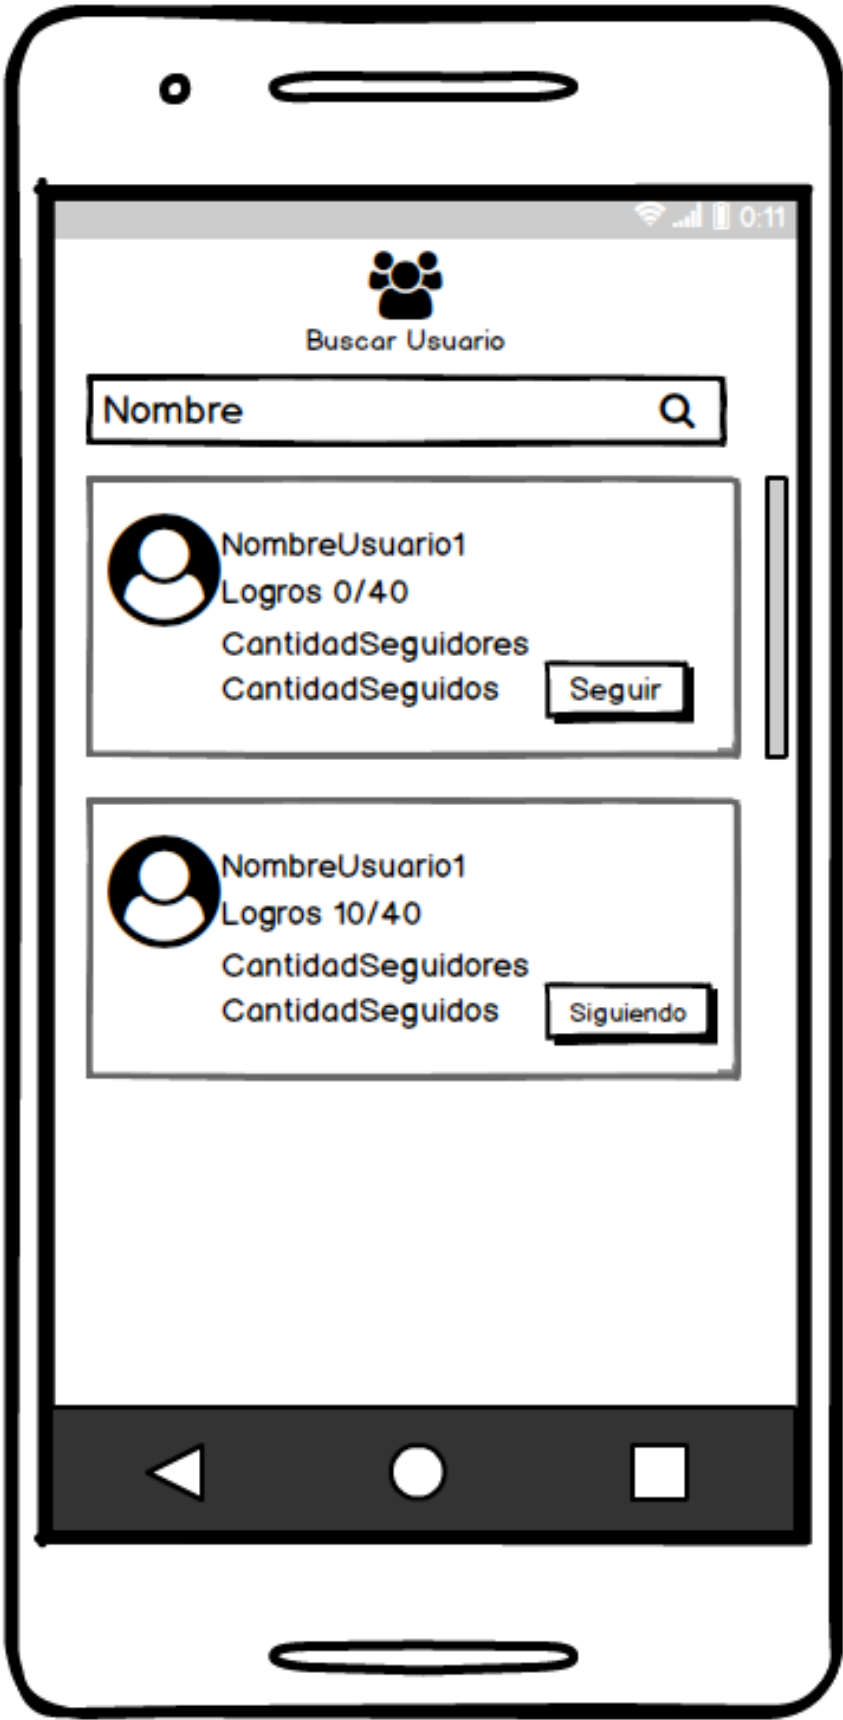 0:11
Buscar Usuario
Nombre
NombreUsuario1
Logros 0/40
CantidadSeguidores
CantidadSeguidos
Seguir
NombreUsuario1
Logros 10/40
CantidadSeguidores
CantidadSeguidos
Siguiendo